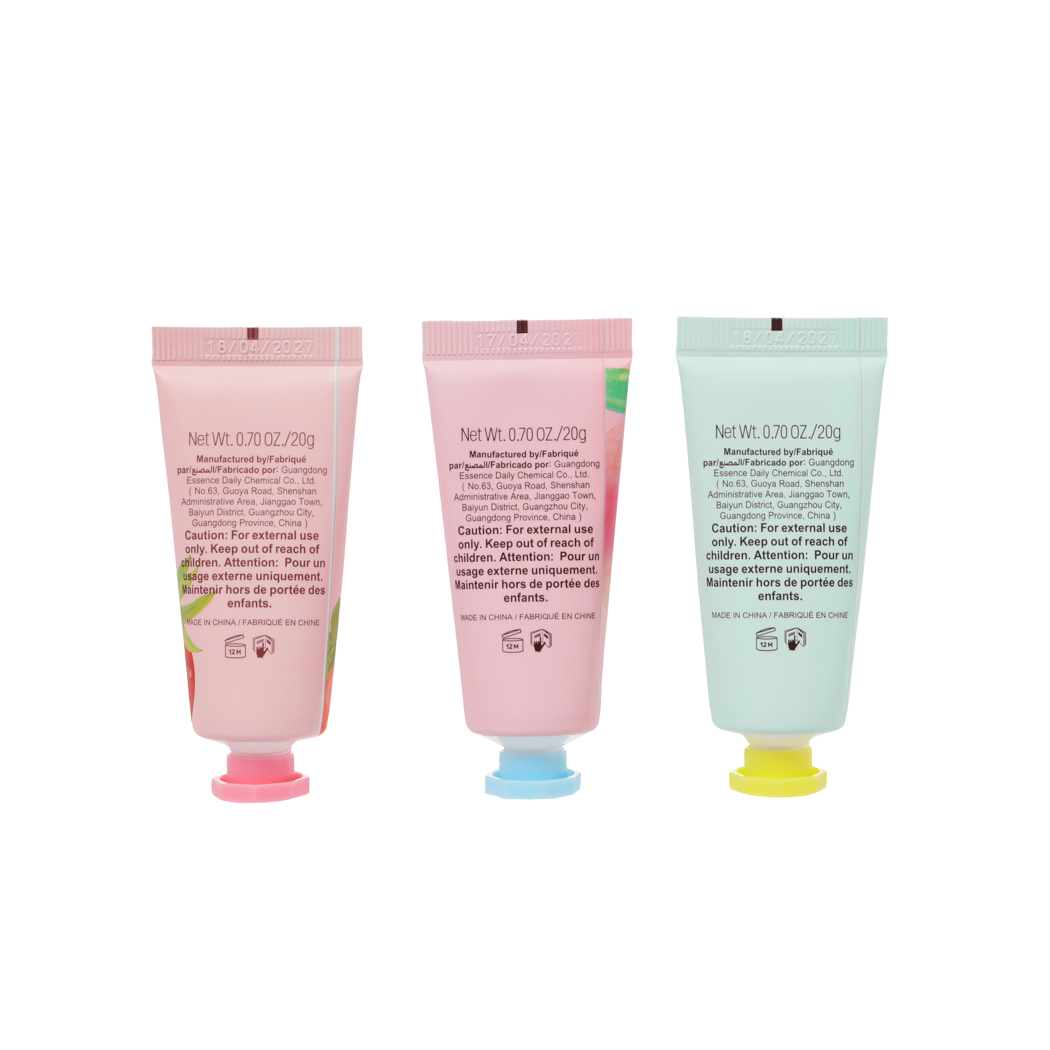 18/04/2027
Net Wt. 0.70 OZ./20g
Manufactured by/Fabriqué
par/المصنع/Fabricado por: Guangdong
Essence Daily Chemical Co., Ltd.
( No.63, Guoya Road, Shenshan
Administrative Area, Jianggao Town,
Baiyun District, Guangzhou City,
Guangdong Province, China )
Caution: For external use
only. Keep out of reach of
children. Attention: Pour un
usage externe uniquement.
Maintenir hors de portée des
enfants.
MADE IN CHINA / FABRIQUÉ EN CHINE
12M
17/04/2027
Net Wt. 0.70 OZ./20g
Manufactured by/Fabriqué
par/المصنع/Fabricado por: Guangdong
Essence Daily Chemical Co., Ltd.
( No.63, Guoya Road, Shenshan
Administrative Area, Jianggao Town,
Baiyun District, Guangzhou City,
Guangdong Province, China )
Caution: For external use
only. Keep out of reach of
children. Attention: Pour un
usage externe uniquement.
Maintenir hors de portée des
enfants.
MADE IN CHINA / FABRIQUÉ EN CHINE
12M
18/04/2027
Net Wt. 0.70 OZ./20g
Manufactured by/Fabriqué
par/المصنع/Fabricado por: Guangdong
Essence Daily Chemical Co., Ltd.
( No.63, Guoya Road, Shenshan
Administrative Area, Jianggao Town,
Baiyun District, Guangzhou City,
Guangdong Province, China )
Caution: For external use
only. Keep out of reach of
children. Attention: Pour un
usage externe uniquement.
Maintenir hors de portée des
enfants.
MADE IN CHINA / FABRIQUÉ EN CHINE
12M